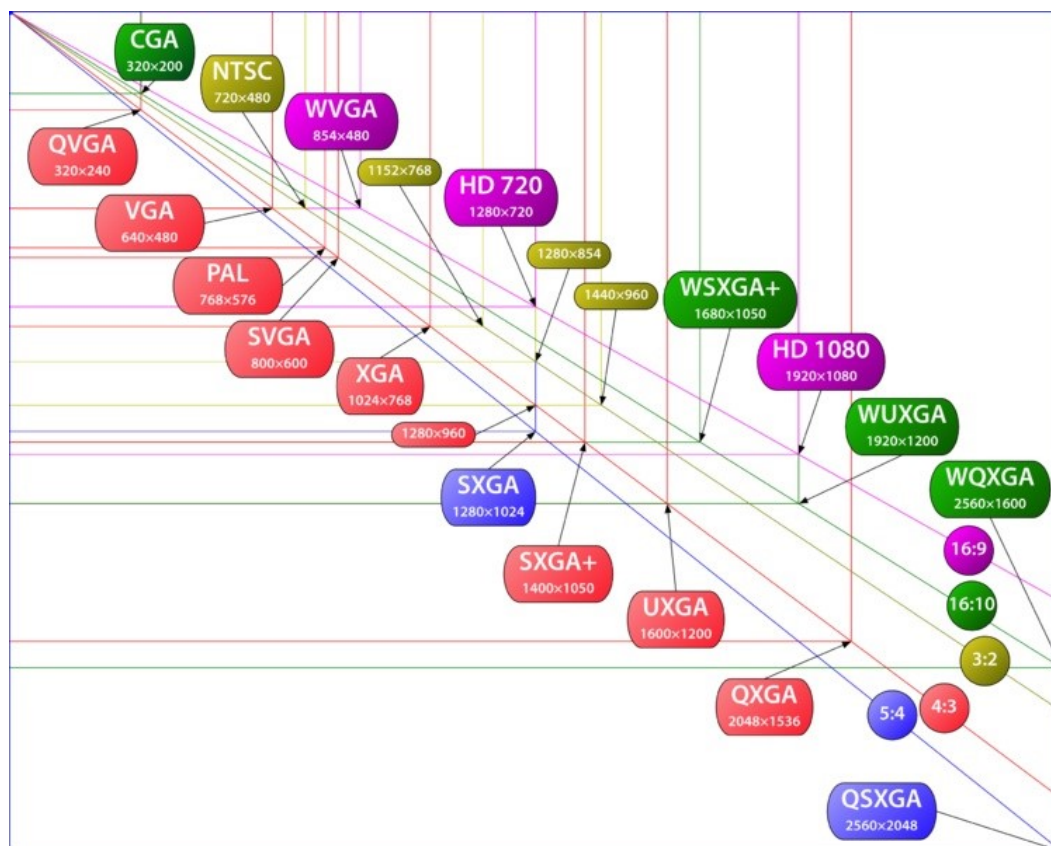 CGA
320×200
NTSC
720×480
WVGA
854×480
QVGA
320×240
1152×768
HD 720
1280×720
VGA
640×480
1280×854
PAL
768×576
1440×960
WSXGA+
1680×1050
SVGA
800×600
XGA
1024×768
HD 1080
1920×1080
1280×960
WUXGA
1920×1200
SXGA
1280×1024
WQXGA
2560×1600
16:9
SXGA+
1400×1050
UXGA
1600×1200
16:10
3:2
QXGA
2048×1536
5:4
4:3
QSXGA
2560×2048